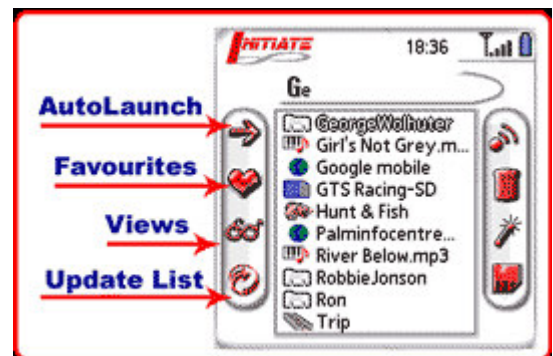 INITIATE
18:36
Ge
AutoLaunch
Favourites
Views
Update List
GeorgeWolhuter
Girl's Not Grey.m...
Google mobile
GTS Racing-SD
Hunt & Fish
Palminfocentre...
River Below.mp3
RobbieJonson
Ron
Trip